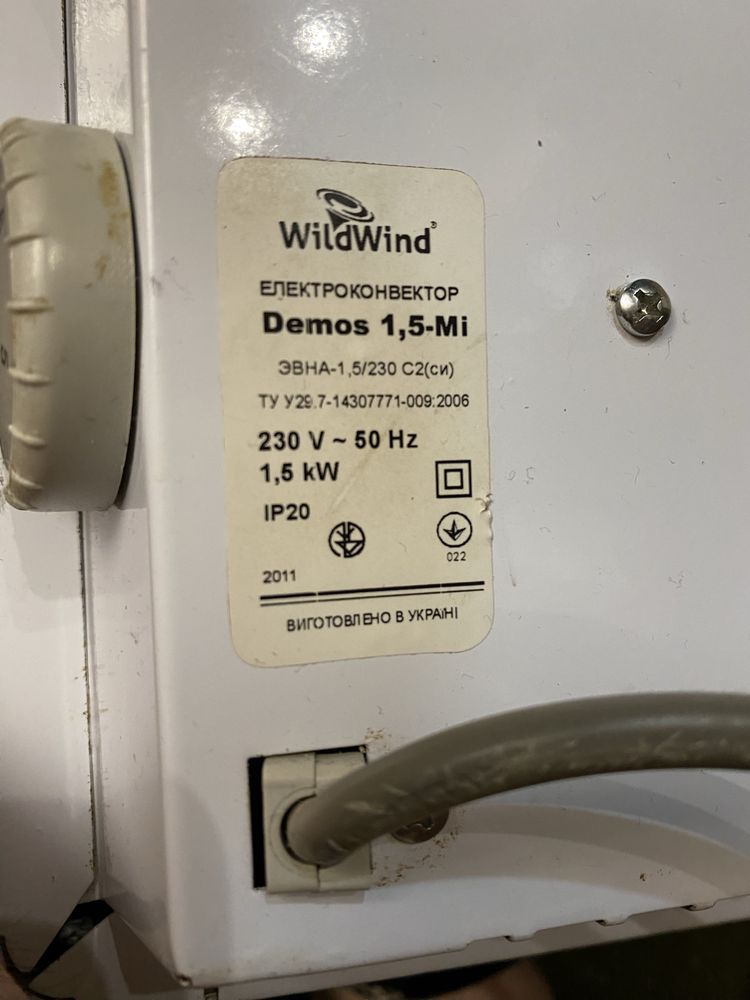 WildWind®
ЕЛЕКТРОКОНВЕКТОР
Demos 1,5-Mi
ЭВНА-1,5/230 С2(си)
ТУ У29.7-14307771-009:2006
230 V ~ 50 Hz
1,5 kW
IP20
022
2011
ВИГОТОВЛЕНО В УКРАЇНІ